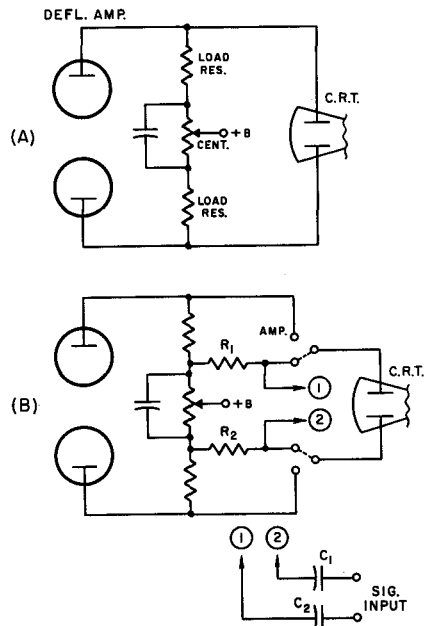 DEFL. AMP.
LOAD
RES.
C.R.T.
(A)
+B
CENT.
LOAD
RES.
AMP.
R1
C.R.T.
1
(B)
+B
2
R2
1 2
C1
SIG.
INPUT
C2